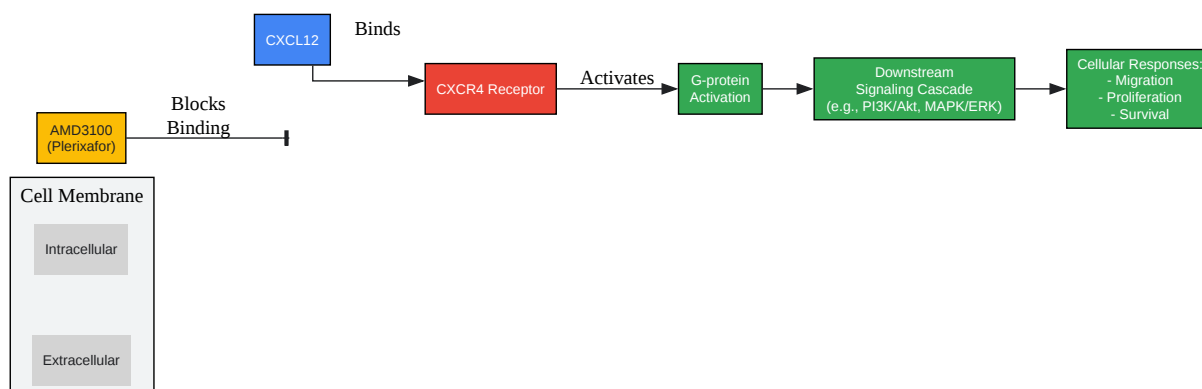 CXCL12
Binds
CXCR4 Receptor
Activates
G-protein
Activation
Downstream
Signaling Cascade
(e.g., PI3K/Akt, MAPK/ERK)
Cellular Responses:
- Migration
- Proliferation
- Survival
Blocks
Binding
AMD3100
(Plerixafor)
Cell Membrane
Intracellular
Extracellular